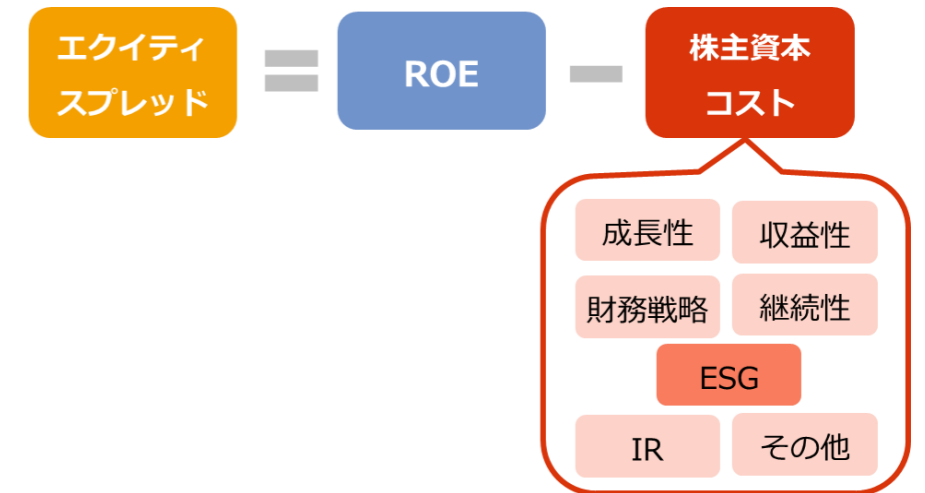 エクイティ
スプレッド
=
ROE
−
株主資本
コスト
成長性
収益性
財務戦略
継続性
ESG
IR
その他